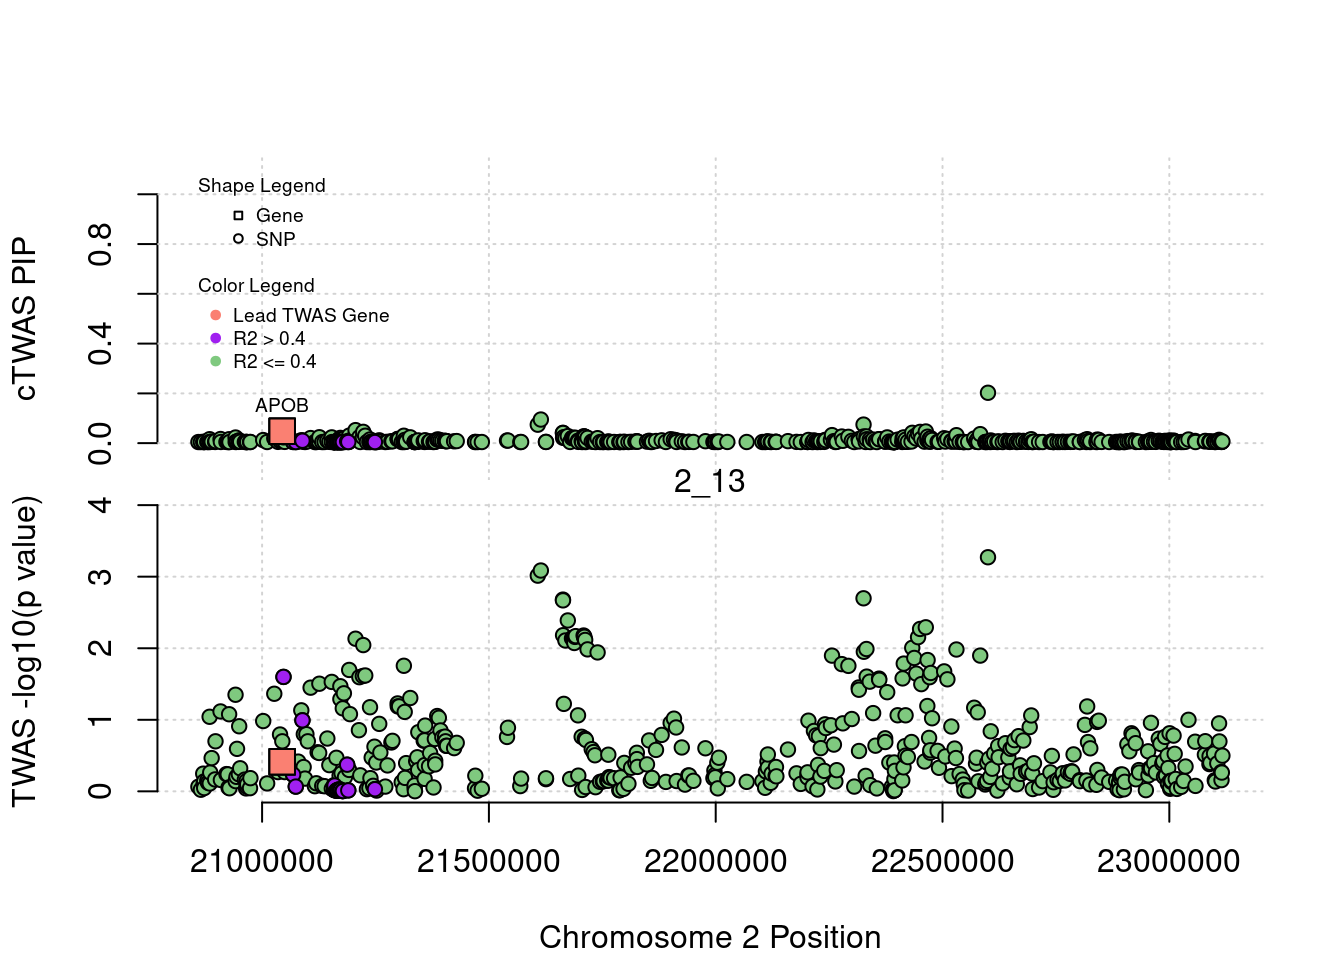 Shape Legend
Gene
SNP
Color Legend
Lead TWAS Gene
R2 > 0.4
R2 <= 0.4
APOB
cTWAS PIP
0.8
0.4
0.0
2_13
TWAS -log10(p value)
4
3
2
1
0
21000000 21500000 22000000 22500000 23000000
Chromosome 2 Position